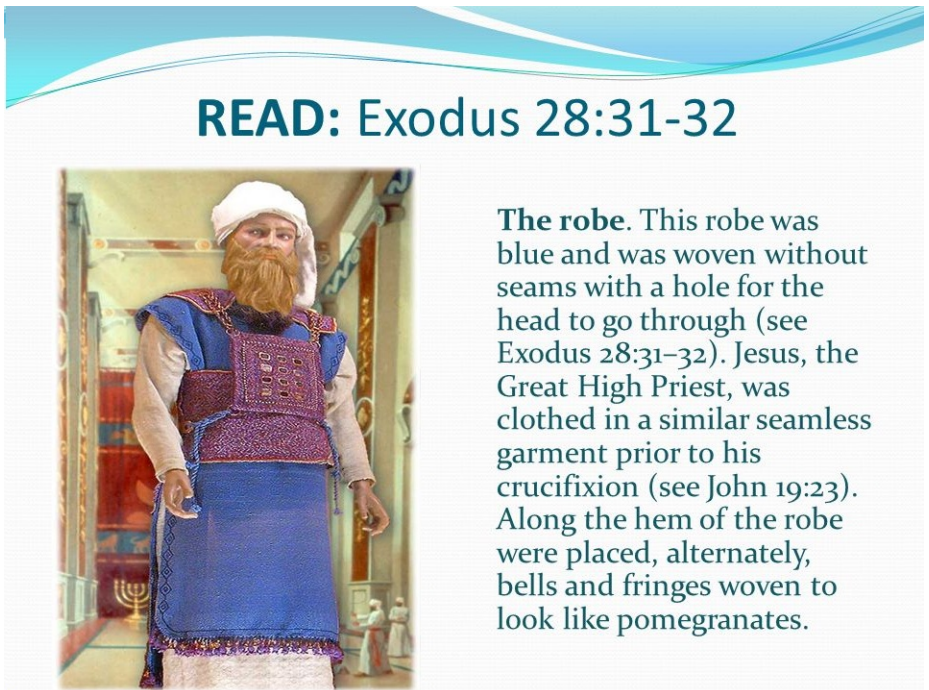 READ: Exodus 28:31-32
The robe. This robe was
blue and was woven without
seams with a hole for the
head to go through (see
Exodus 28:31–32). Jesus, the
Great High Priest, was
clothed in a similar seamless
garment prior to his
crucifixion (see John 19:23).
Along the hem of the robe
were placed, alternately,
bells and fringes woven to
look like pomegranates.